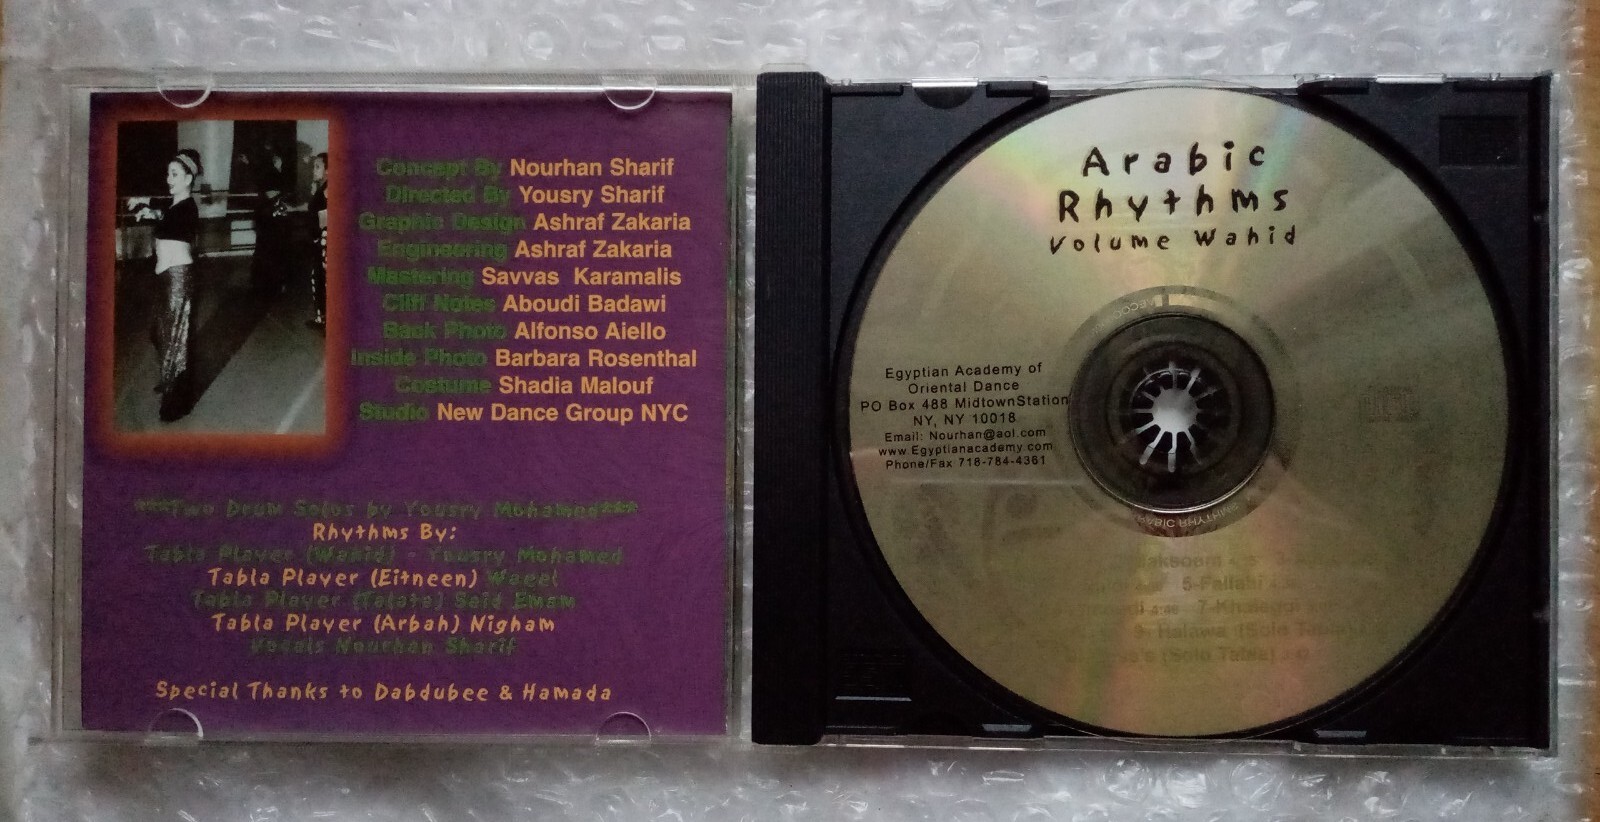 Concept By Nourhan Sharif
Directed By Yousry Sharif
Graphic Design Ashraf Zakaria
Engineering Ashraf Zakaria
Mastering Savvas Karamalis
Cliff Notes Aboudi Badawi
Back Photo Alfonso Aiello
Inside Photo Barbara Rosenthal
Costume Shadia Malouf
Studio New Dance Group NYC
***Two Drum Solos by Yousry Mohamed***
Rhythms By:
Tabla Player (Wahid) - Yousry Mohamed
Tabla Player (Eitneen) Wael
Tabla Player (Talata) Said Emam
Tabla Player (Arbah) Nigham
Vocals Nourhan Sharif
Special Thanks to Dabdubee & Hamada
Arabic
Rhythms
Volume Wahid
Egyptian Academy of
Oriental Dance
PO Box 488 MidtownStation
NY, NY 10018
Email: Nourhan@aol.com
www.Egyptianacademy.com
Phone/Fax 718-784-4361
5-Fallahi
Halawa (Solo Tabla)
(Solo Tabla)